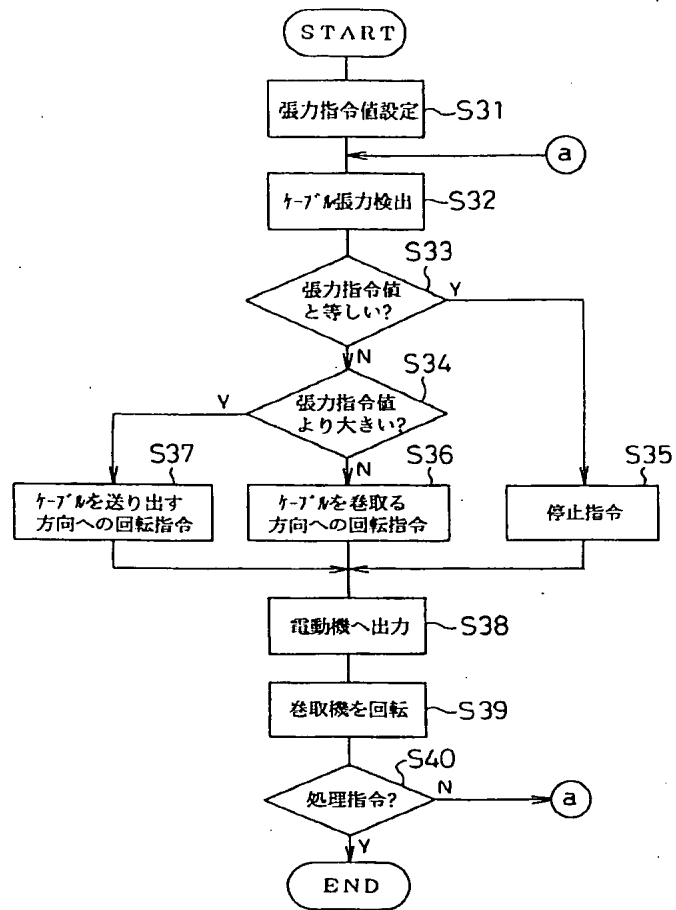 START
張力指令値設定
S31
a
ケーブル張力検出
S32
S33
張力指令値
と等しい?
Y
N
S34
張力指令値
より大きい?
Y
N
S37
ケーブルを送り出す
方向への回転指令
S36
ケーブルを巻取る
方向への回転指令
S35
停止指令
電動機へ出力
S38
巻取機を回転
S39
S40
処理指令?
N
a
Y
END